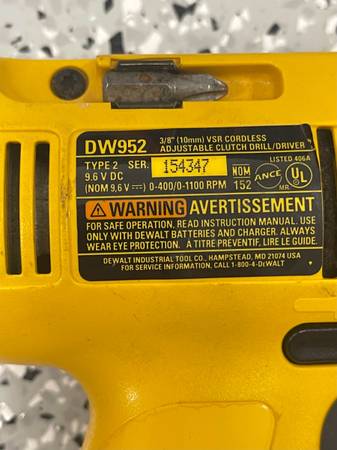 DW952 3/8" (10mm) VSR CORDLESS
ADJUSTABLE CLUTCH DRILL/DRIVER
TYPE 2 SER. 154347 LISTED 406A
9.6 V DC NOM
(NOM 9,6 V ⎓) 0-400/0-1100 RPM 152 ANCE MR UL
WARNING AVERTISSEMENT
FOR SAFE OPERATION, READ INSTRUCTION MANUAL. USE
ONLY WITH DEWALT BATTERIES AND CHARGER. ALWAYS
WEAR EYE PROTECTION. À TITRE PRÉVENTIF, LIRE LE GUIDE.
DEWALT INDUSTRIAL TOOL CO., HAMPSTEAD, MD 21074 USA
FOR SERVICE INFORMATION, CALL 1-800-4-DeWALT